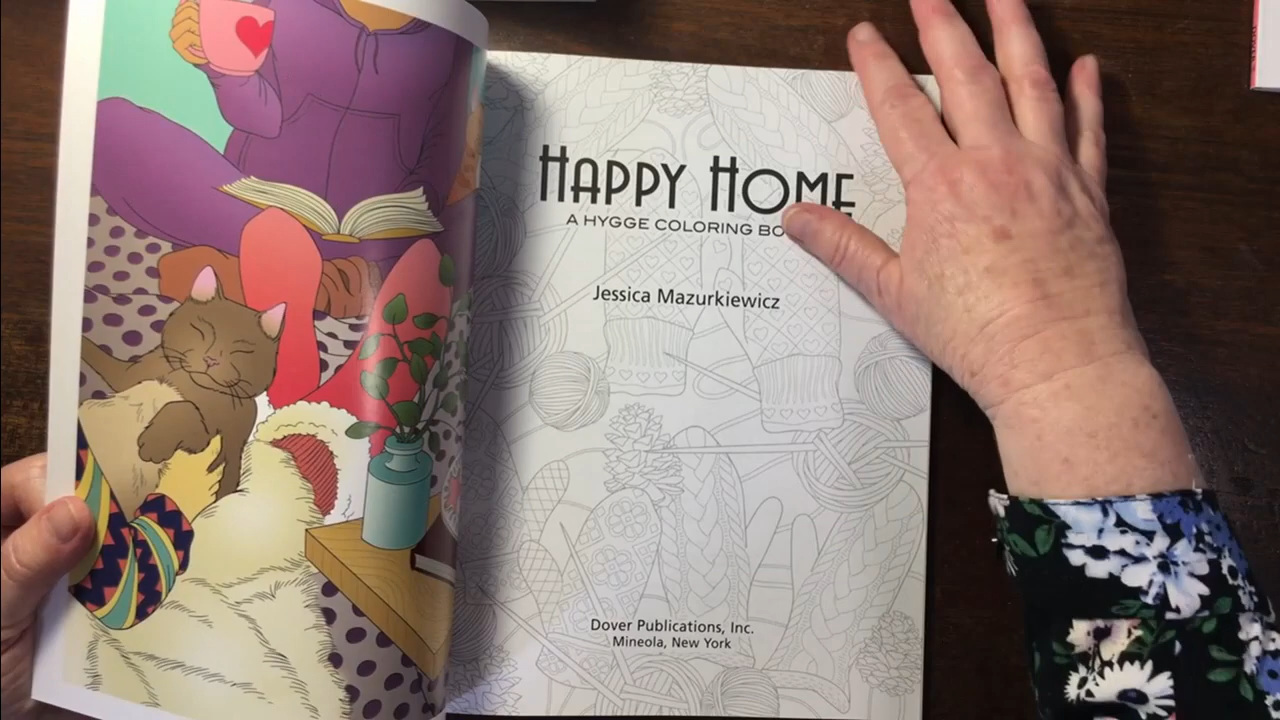 HAPPY HOME
A HYGGE COLORING BO
Jessica Mazurkiewicz
Dover Publications, Inc.
Mineola, New York